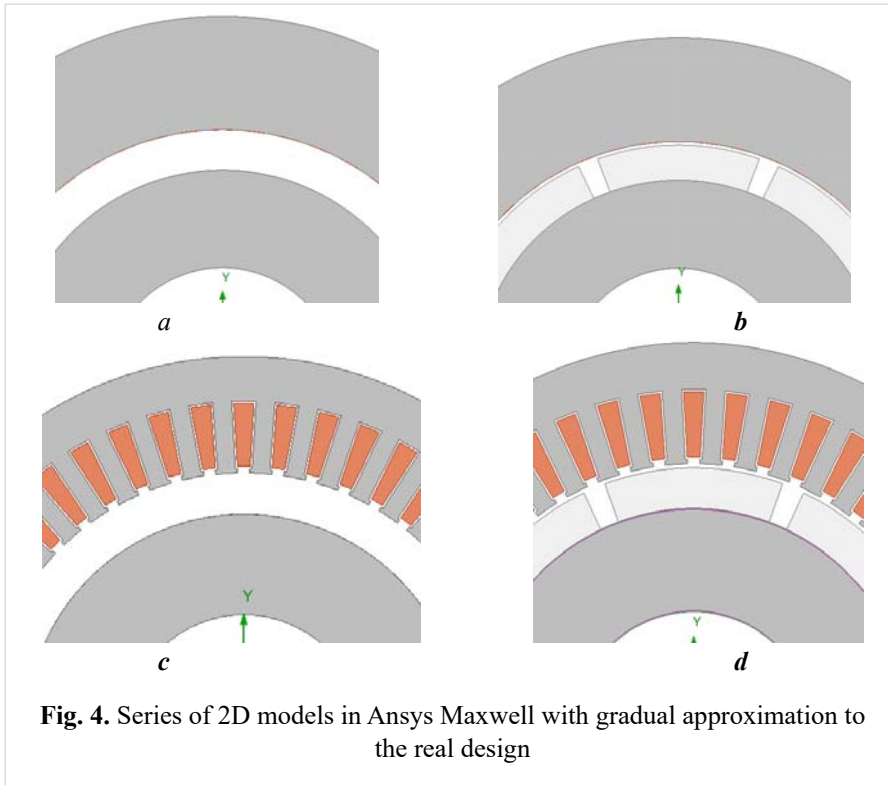 Y
Y
a
b
Y
Y
c
d
Fig. 4. Series of 2D models in Ansys Maxwell with gradual approximation to
the real design